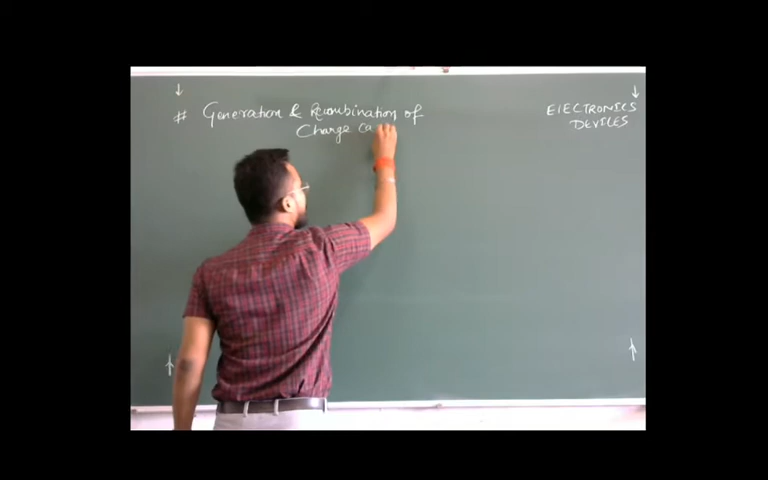 # Generation & Recombination of
Charge ca
ElECTRONICS
DEVICES